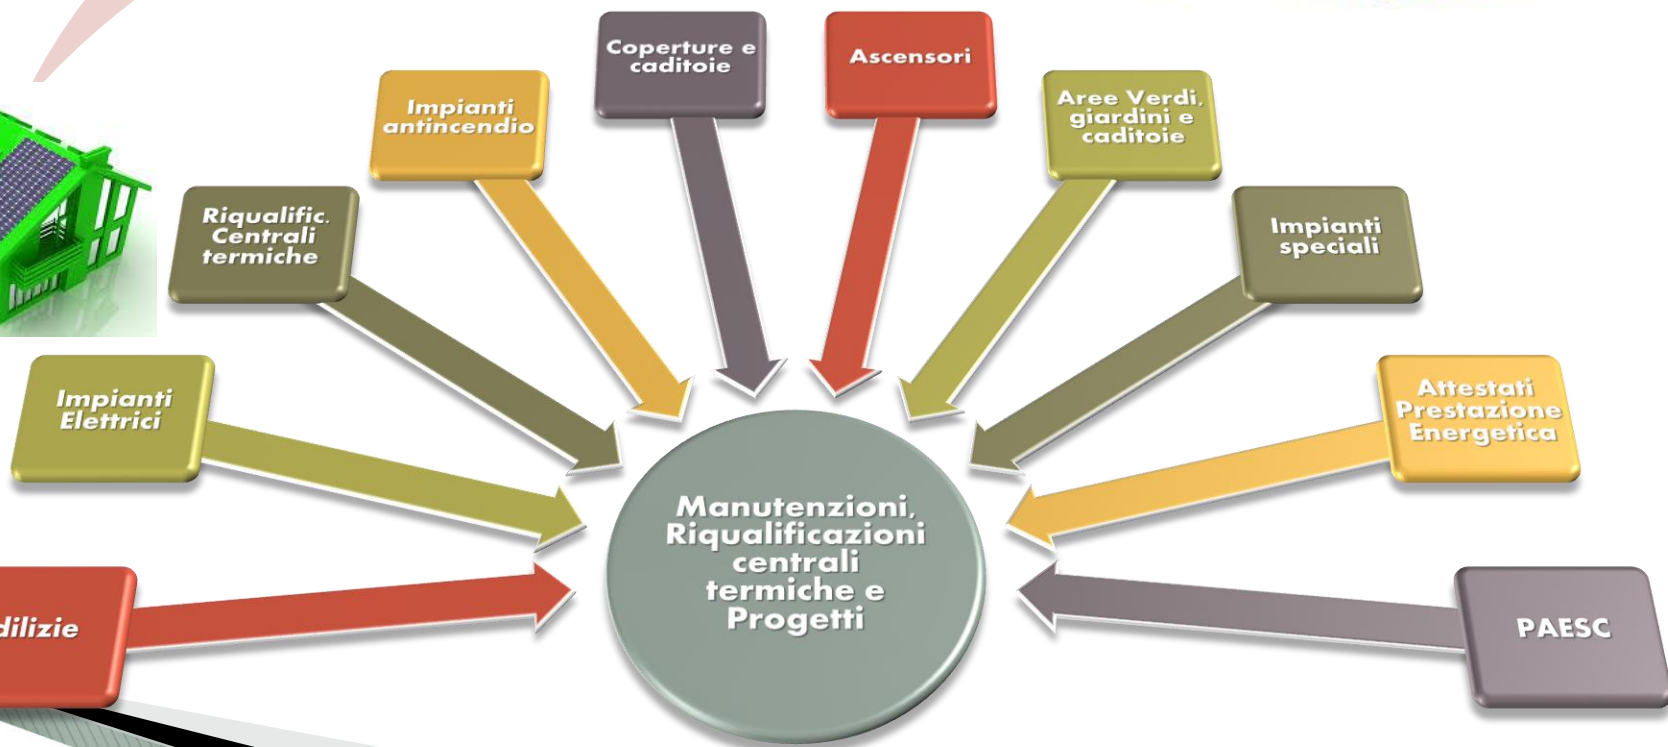 Coperture e
caditoie
Ascensori
Impianti
antincendio
Aree Verdi,
giardini e
caditoie
Riqualific.
Centrali
termiche
Impianti
speciali
Impianti
Elettrici
Attestati
Prestazione
Energetica
Manutenzioni,
Riqualificazioni
centrali
termiche e
Progetti
dilizie
PAESC